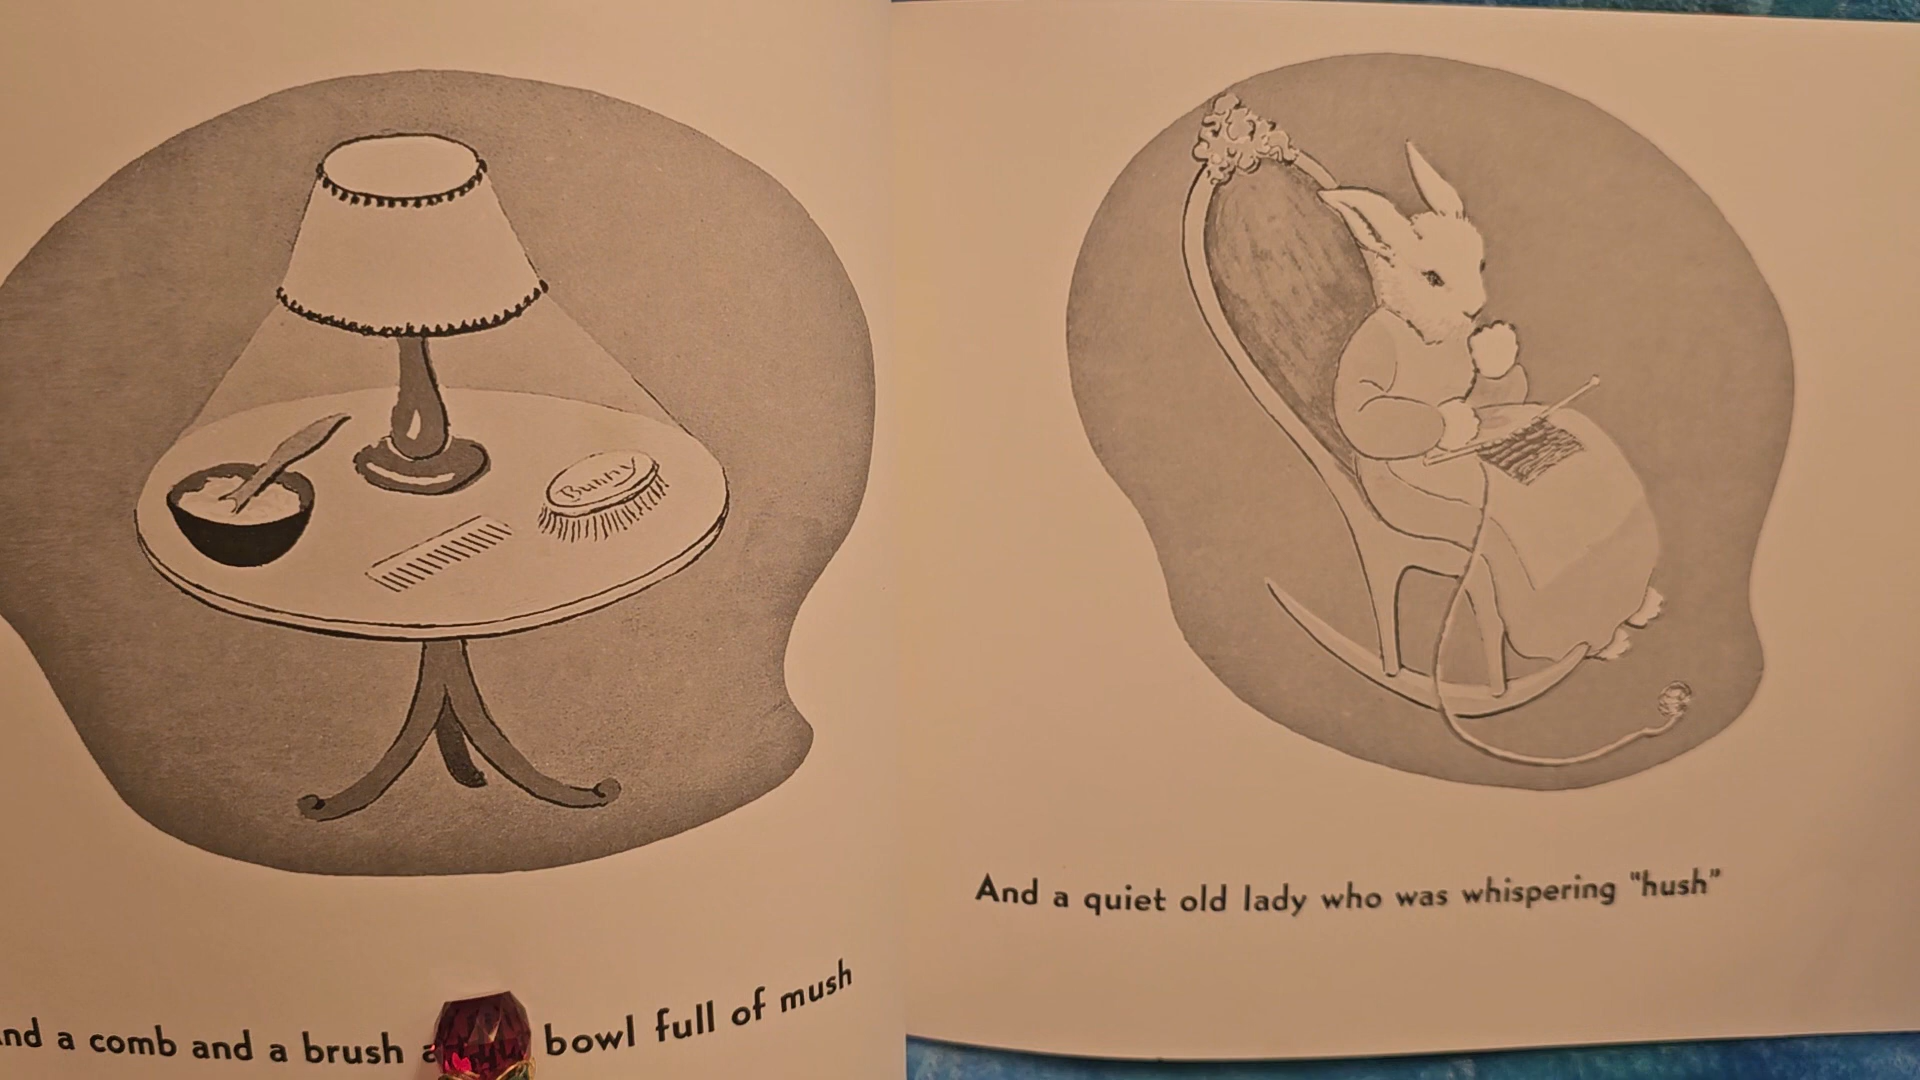 Bunny
nd a comb and a brush a bowl full of mush
And a quiet old lady who was whispering "hush"